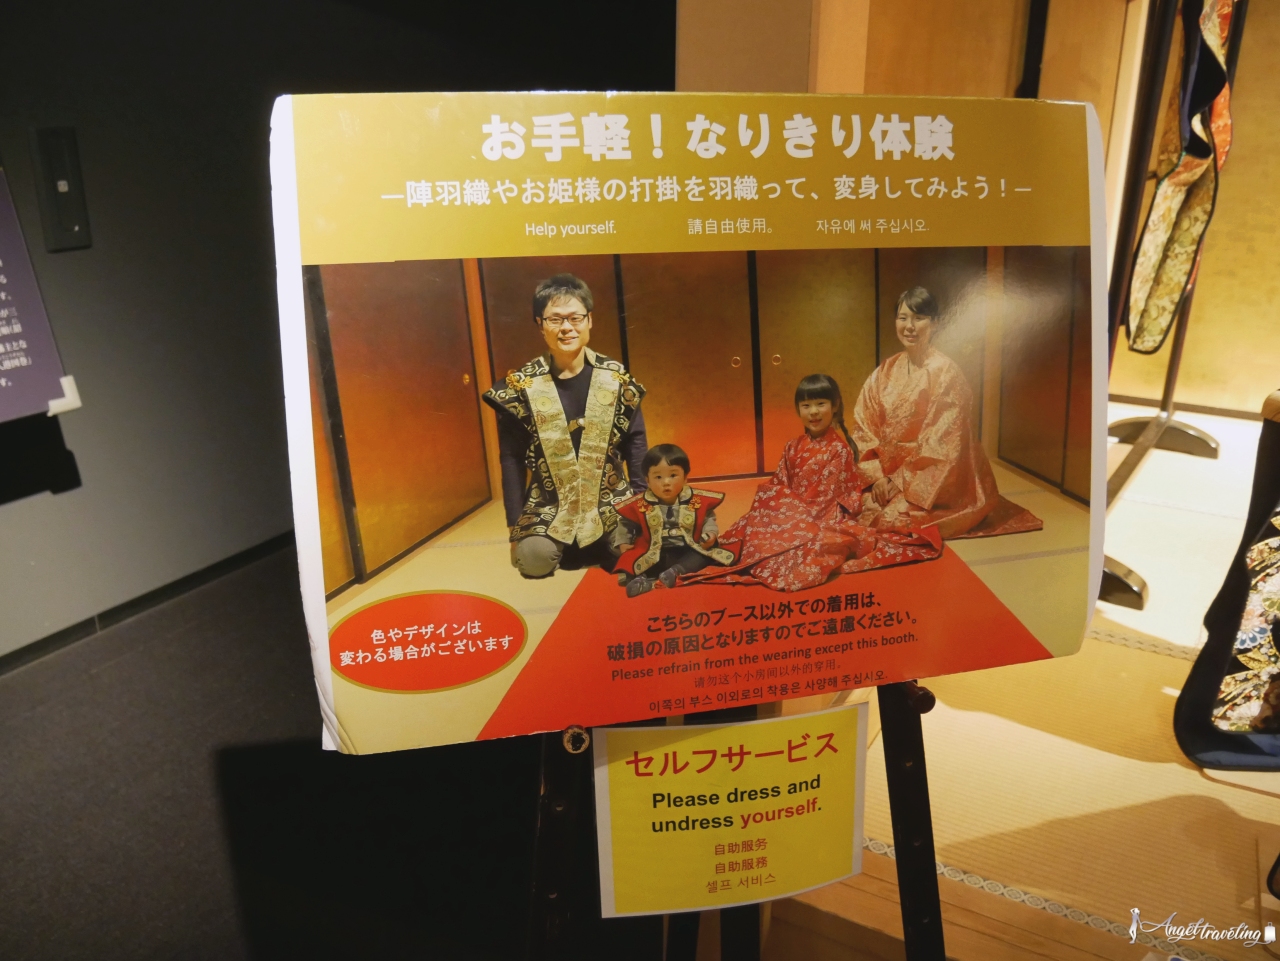 お手軽!なりきり体験
―陣羽織やお姫様の打掛を羽織って、変身してみよう!―
Help yourself. 請自由使用。 자유에 써 주십시오.
色やデザインは
変わる場合がございます
こちらのブース以外での着用は、
破損の原因となりますのでご遠慮ください。
Please refrain from the wearing except this booth.
请勿这个小房间以外的穿用。
이쪽의 부스 이외로의 착용은 사양해 주십시오.
セルフサービス
Please dress and
undress yourself.
自助服务
自助服務
셀프 서비스
Angel traveling